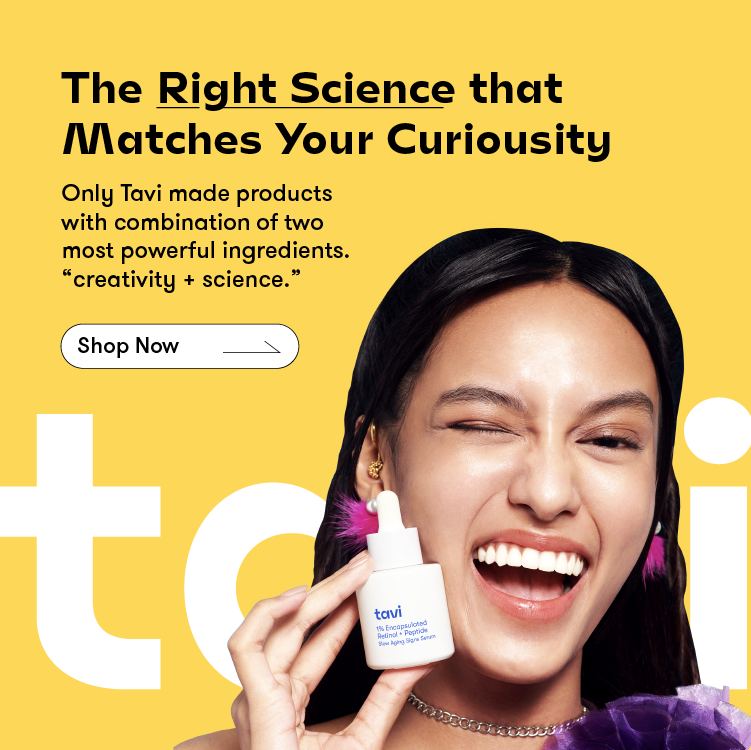 The Right Science that
Matches Your Curiousity
Only Tavi made products
with combination of two
most powerful ingredients.
“creativity + science.”
Shop Now
tavi
tavi
1% Encapsulated
Retinol + Peptide
Slow Aging Signs Serum